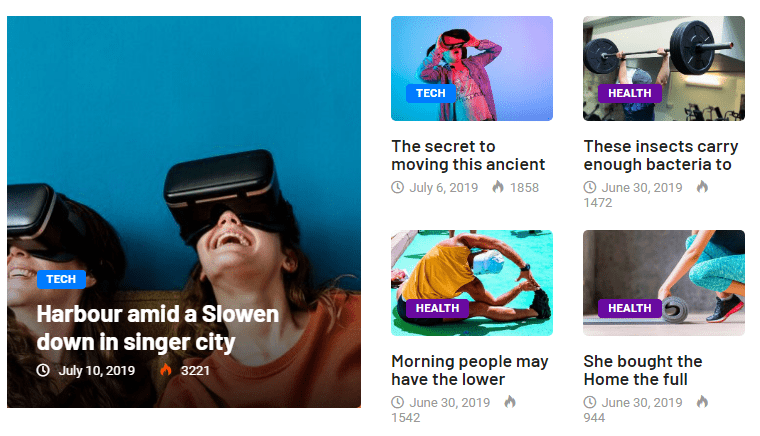 TECH
Harbour amid a Slowen
down in singer city
July 10, 2019 3221
TECH
The secret to
moving this ancient
July 6, 2019 1858
HEALTH
These insects carry
enough bacteria to
June 30, 2019
1472
HEALTH
Morning people may
have the lower
June 30, 2019
1542
HEALTH
She bought the
Home the full
June 30, 2019
944